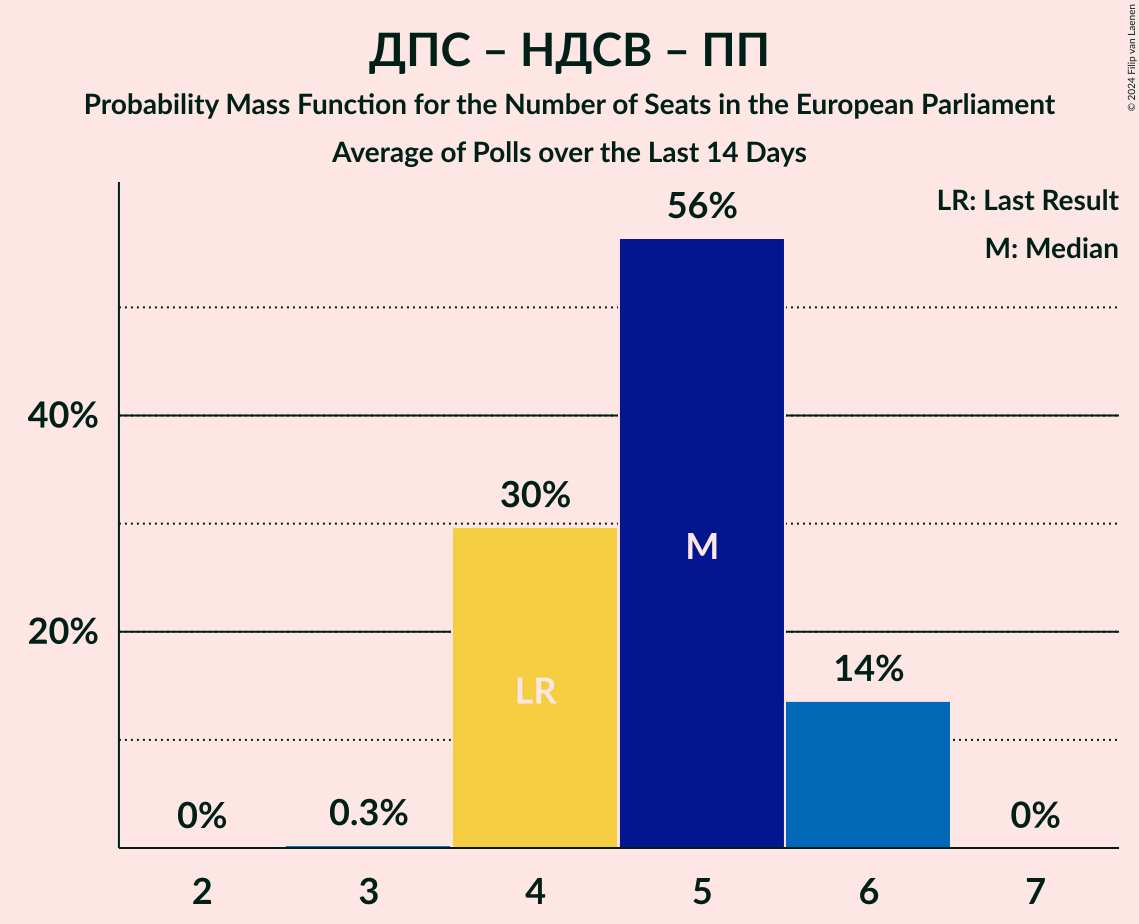 ДПС – НДСВ – ПП
Probability Mass Function for the Number of Seats in the European Parliament
Average of Polls over the Last 14 Days
© 2024 Filip van Laenen
LR: Last Result
M: Median
56%
40%
30%
M
20%
14%
LR
0%
0.3%
0%
2 3 4 5 6 7